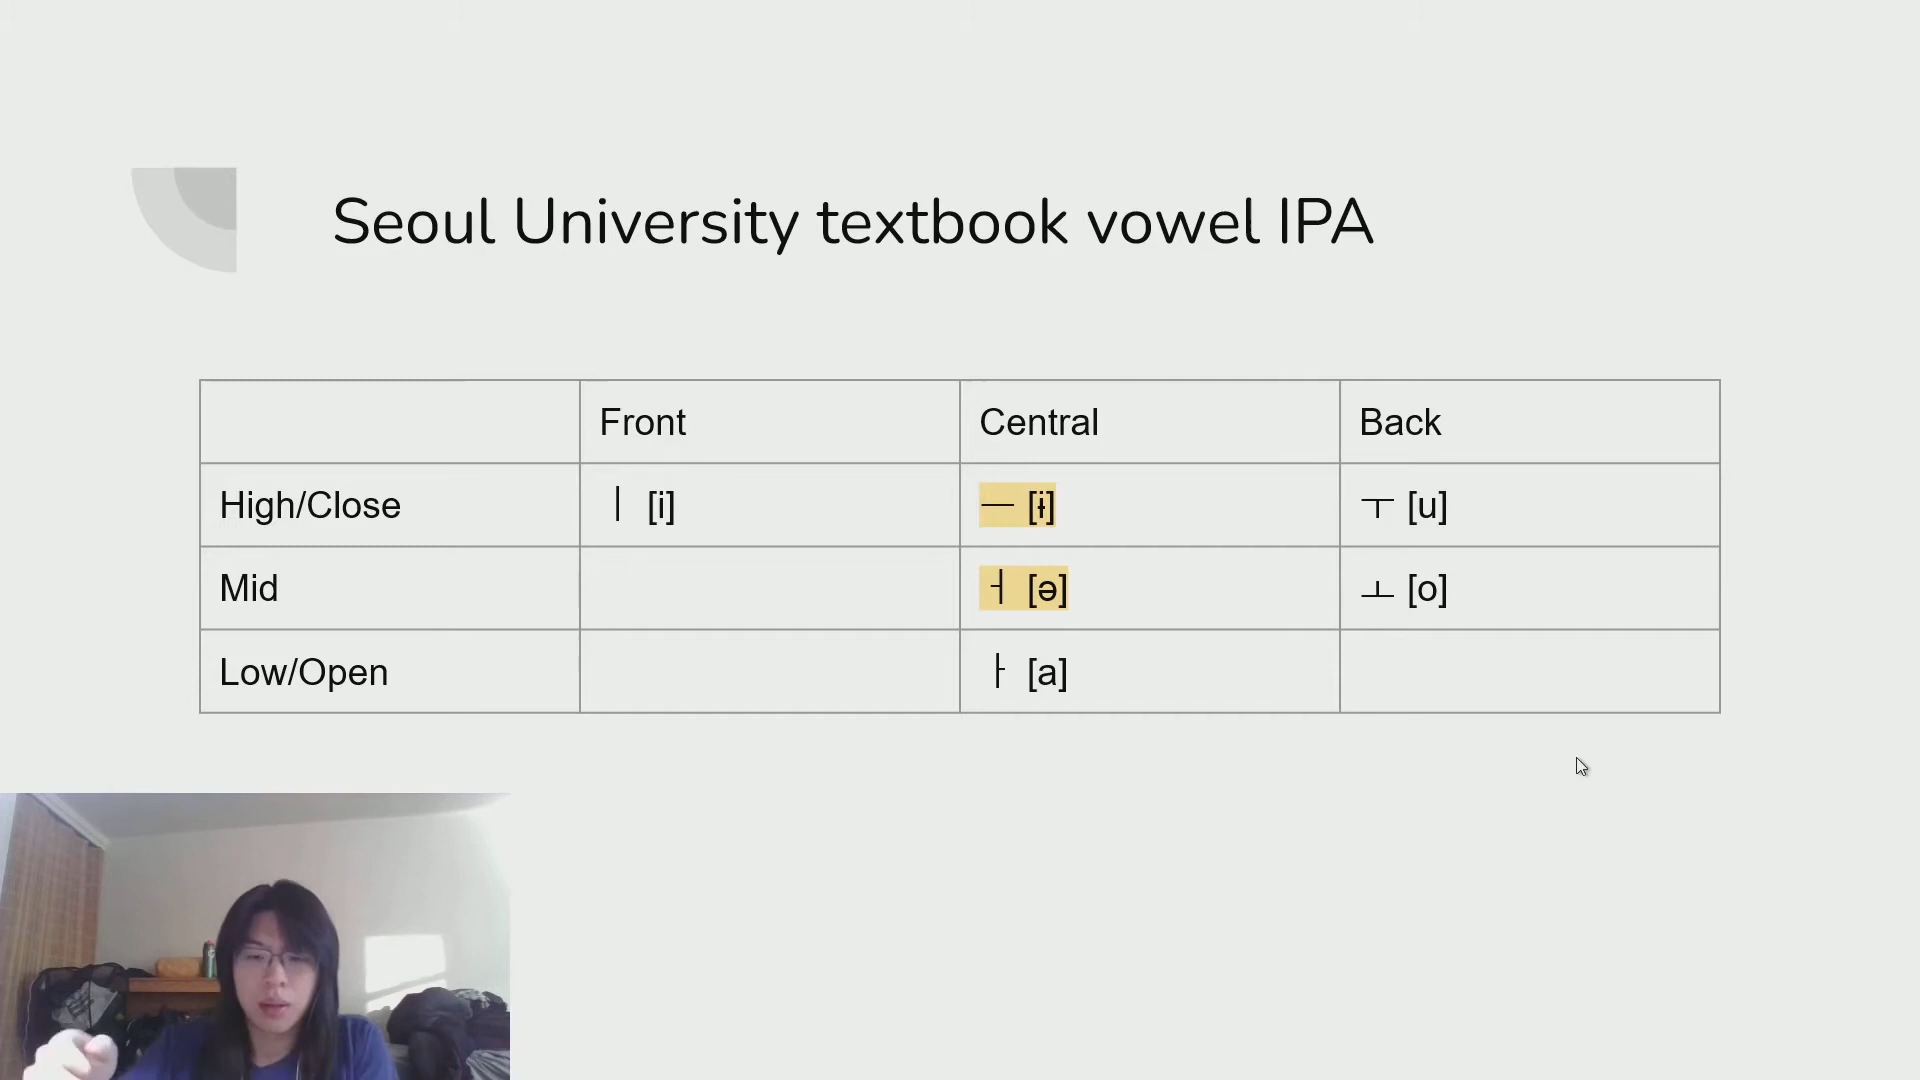 Seoul University textbook vowel IPA
Front Central Back
High/Close ㅣ [i] ㅡ [ɨ] ㅜ [u]
Mid ㅓ [ə] ㅗ [o]
Low/Open ㅏ [a]